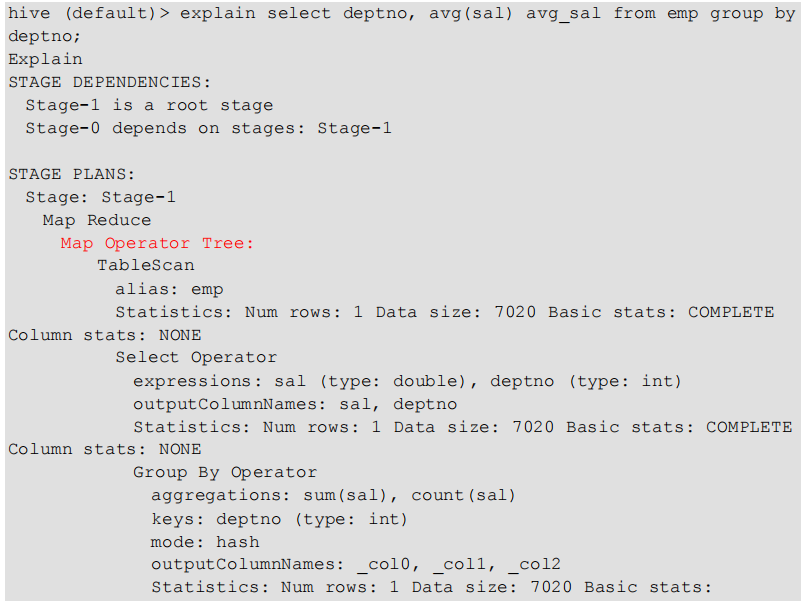 hive (default)> explain select deptno, avg(sal) avg_sal from emp group by
deptno;
Explain
STAGE DEPENDENCIES:
  Stage-1 is a root stage
  Stage-0 depends on stages: Stage-1

STAGE PLANS:
  Stage: Stage-1
    Map Reduce
      Map Operator Tree:
          TableScan
            alias: emp
            Statistics: Num rows: 1 Data size: 7020 Basic stats: COMPLETE
Column stats: NONE
            Select Operator
              expressions: sal (type: double), deptno (type: int)
              outputColumnNames: sal, deptno
              Statistics: Num rows: 1 Data size: 7020 Basic stats: COMPLETE
Column stats: NONE
              Group By Operator
                aggregations: sum(sal), count(sal)
                keys: deptno (type: int)
                mode: hash
                outputColumnNames: _col0, _col1, _col2
                Statistics: Num rows: 1 Data size: 7020 Basic stats: